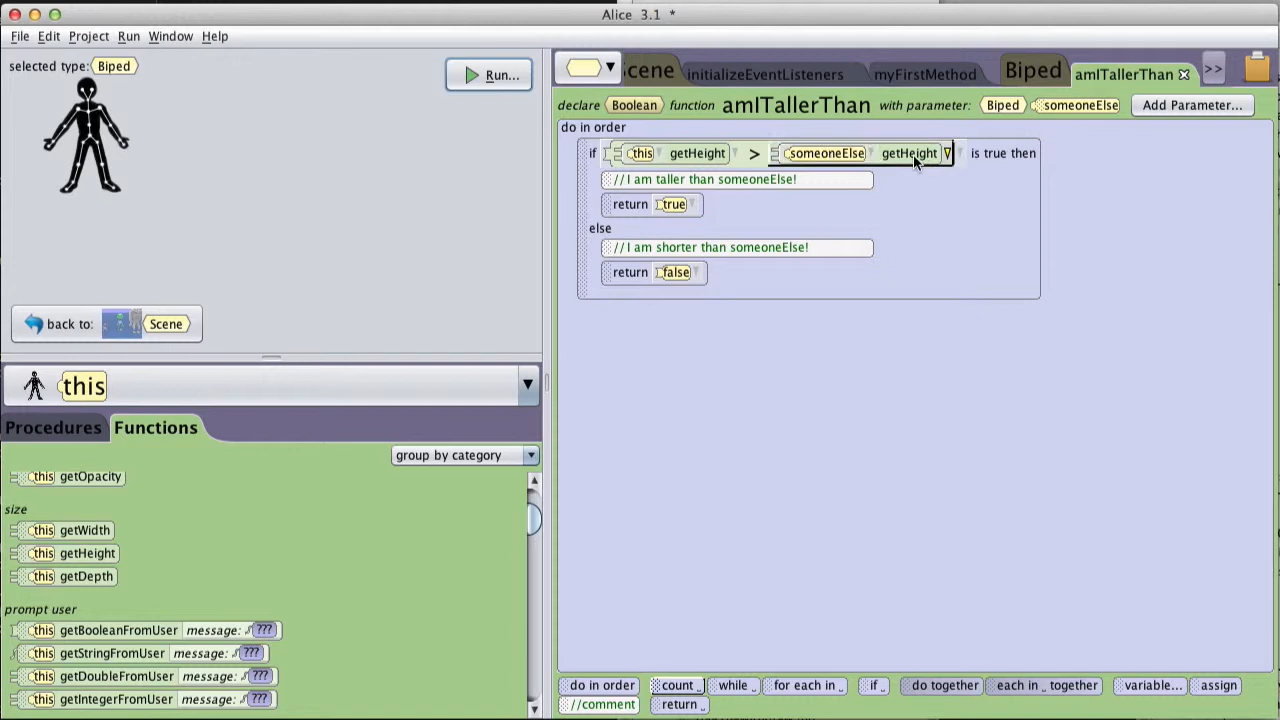 Alice 3.1 *
File Edit Project Run Window Help
selected type: Biped
Run...
back to: Scene
this
Procedures Functions
group by category
this getOpacity
size
this getWidth
this getHeight
this getDepth
prompt user
this getBooleanFromUser message: ???
this getStringFromUser message: ???
this getDoubleFromUser message: ???
this getIntegerFromUser message: ???
Scene initializeEventListeners myFirstMethod Biped amITallerThan >>
declare Boolean function amITallerThan with parameter: Biped someoneElse Add Parameter...
do in order
if this getHeight > someoneElse getHeight is true then
// I am taller than someoneElse!
return true
else
// I am shorter than someoneElse!
return false
do in order count _ while _ for each in _ if _ do together each in _ together variable... assign
//comment return _